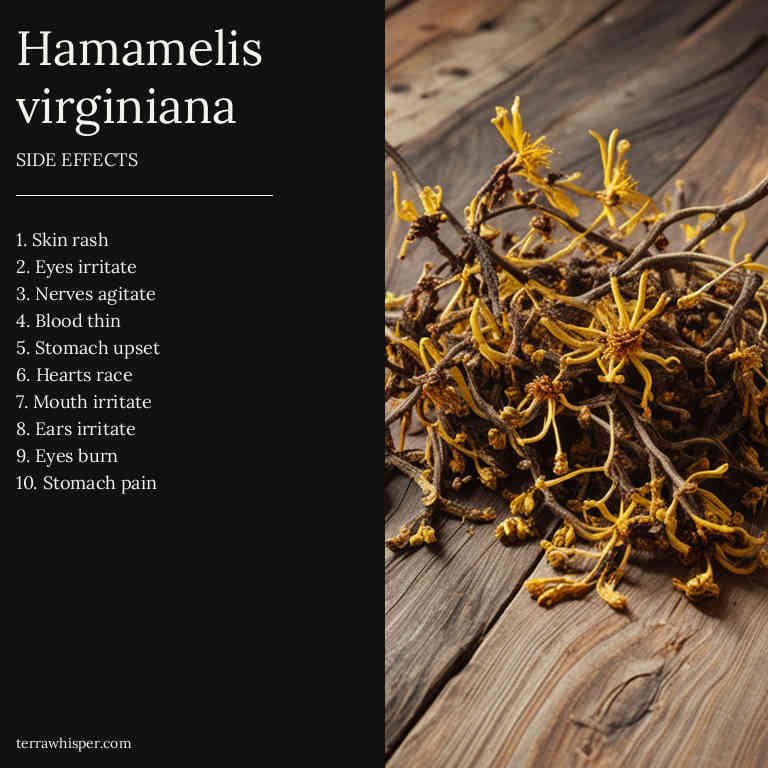 Hamamelis
virginiana
SIDE EFFECTS
1. Skin rash
2. Eyes irritate
3. Nerves agitate
4. Blood thin
5. Stomach upset
6. Hearts race
7. Mouth irritate
8. Ears irritate
9. Eyes burn
10. Stomach pain
terrawhisper.com